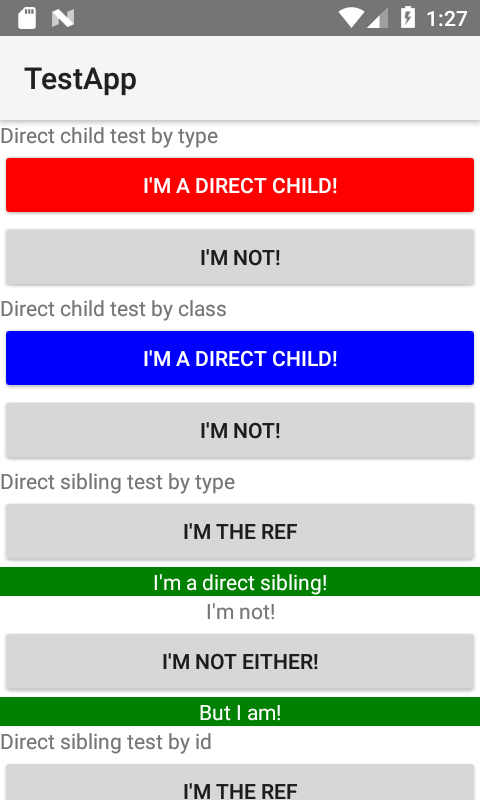 1:27
TestApp
Direct child test by type
I'M A DIRECT CHILD!
I'M NOT!
Direct child test by class
I'M A DIRECT CHILD!
I'M NOT!
Direct sibling test by type
I'M THE REF
I'm a direct sibling!
I'm not!
I'M NOT EITHER!
But I am!
Direct sibling test by id
I'M THE REF